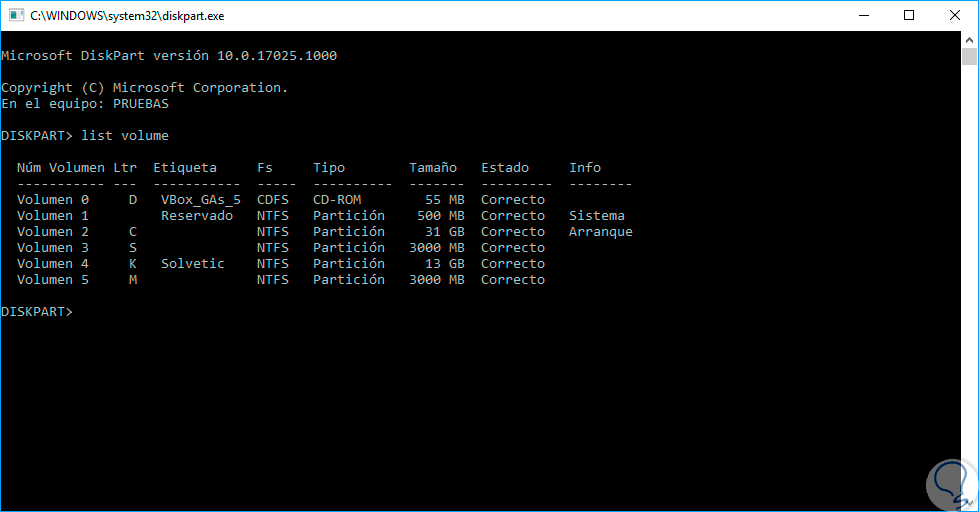 C:\WINDOWS\system32\diskpart.exe
Microsoft DiskPart versión 10.0.17025.1000
Copyright (C) Microsoft Corporation.
En el equipo: PRUEBAS
DISKPART> list volume
Núm Volumen Ltr Etiqueta Fs Tipo Tamaño Estado Info
----------- --- ----------- ----- ---------- ------- --------- --------
Volumen 0 D VBox_GAs_5 CDFS CD-ROM 55 MB Correcto
Volumen 1 Reservado NTFS Partición 500 MB Correcto Sistema
Volumen 2 C NTFS Partición 31 GB Correcto Arranque
Volumen 3 S NTFS Partición 3000 MB Correcto
Volumen 4 K Solvetic NTFS Partición 13 GB Correcto
Volumen 5 M NTFS Partición 3000 MB Correcto
DISKPART>